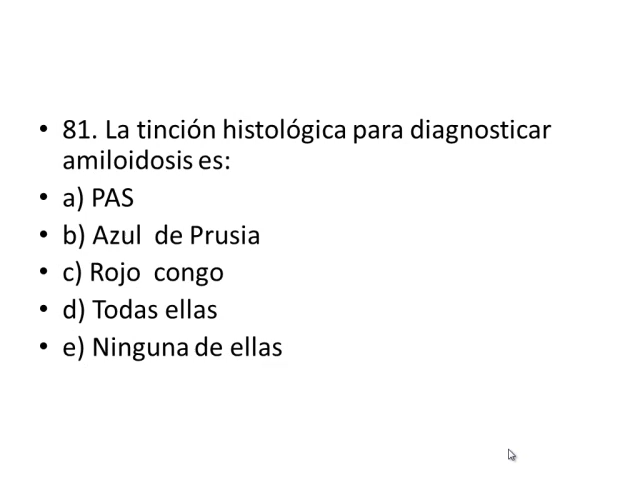 • 81. La tinción histológica para diagnosticar
amiloidosis es:
• a) PAS
• b) Azul de Prusia
• c) Rojo congo
• d) Todas ellas
• e) Ninguna de ellas